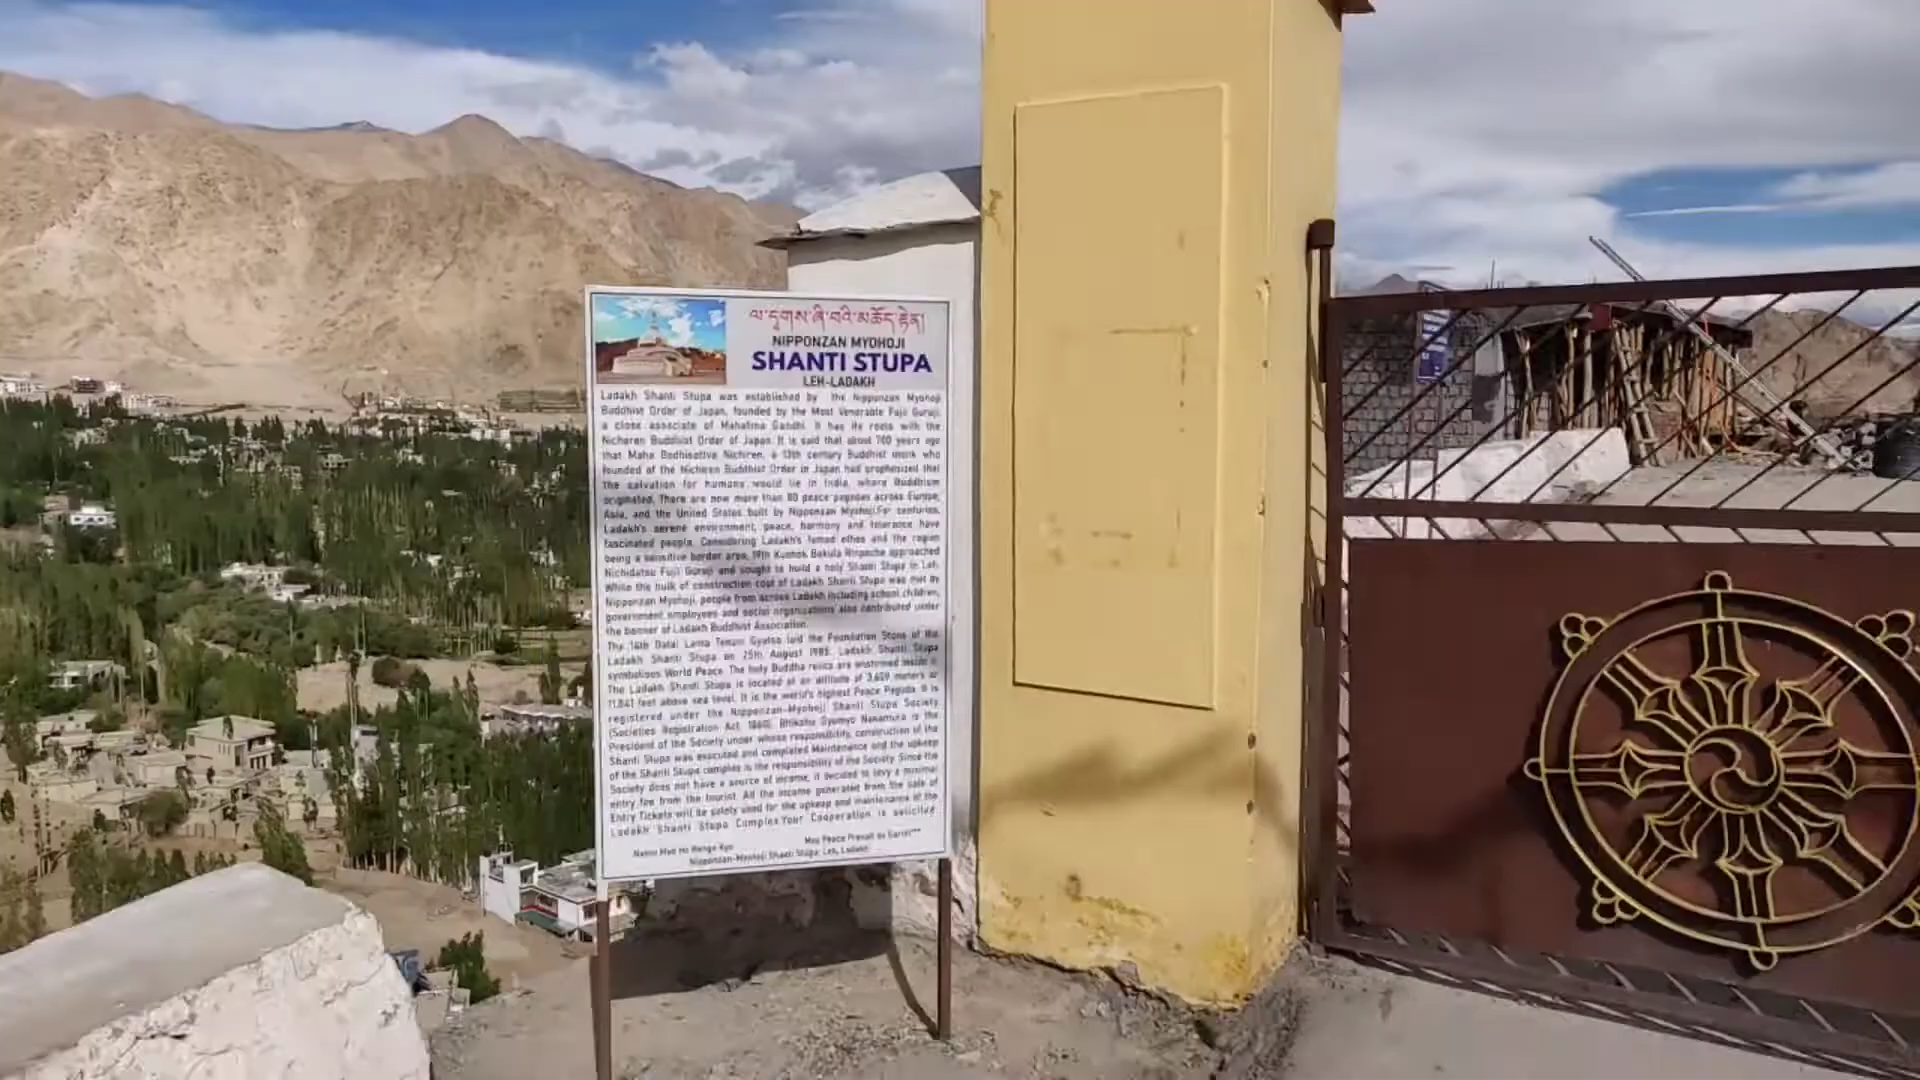 ལ་དྭགས་ཞི་བའི་མཆོད་རྟེན།
NIPPONZAN MYOHOJI
SHANTI STUPA
LEH-LADAKH
Ladakh Shanti Stupa was established by the Nipponzan Myohoji
Buddhist Order of Japan, founded by the Most Venerable Fuji Guruji,
a close associate of Mahatma Gandhi. It has its roots with the
Nicheren Buddhist Order of Japan. It is said that about 700 years ago
that Maha Bodhisattva Nichiren, a 13th century Buddhist monk who
founded of the Nicheren Buddhist Order in Japan had prophesized that
the salvation for humans would lie in India, where Buddhism
originated. There are now more than 80 peace pagodas across Europe,
Asia, and the United States built by Nipponzan Myohoji.For centuries,
Ladakh's serene environment, peace, harmony and tolerance have
fascinated people. Considering Ladakh's famed ethos and the region
being a sensitive border area, 19th Kushok Bakula Rinpoche approached
Nichidatsu Fuji Guruji and sought to build a holy Shanti Stupa in Leh.
While the bulk of construction cost of Ladakh Shanti Stupa was met by
Nipponzan Myohoji, people from across Ladakh including school children,
government employees and social organizations also contributed under
the banner of Ladakh Buddhist Association.
The 14th Dalai Lama Tenzin Gyatso laid the Foundation Stone of the
Ladakh Shanti Stupa on 25th August 1985. Ladakh Shanti Stupa
symbolises World Peace. The holy Buddha relics are enshrined inside it.
The Ladakh Shanti Stupa is located at an altitude of 3,609 meters or
11,841 feet above sea level. It is the world's highest Peace Pagoda. It is
registered under the Nipponzan-Myohoji Shanti Stupa Society
(Societies Registration Act 1860). Bhikshu Gyomyo Nakamura is the
President of the Society under whose responsibility, construction of the
Shanti Stupa was executed and completed Maintenance and the upkeep
of the Shanti Stupa complex is the responsibility of the Society. Since the
Society does not have a source of income, it decided to levy a minimal
entry fee from the tourist. All the income generated from the sale of
Entry Tickets will be solely used for the upkeep and maintenance of the
Ladakh Shanti Stupa Complex.Your Cooperation is solicited
Namu Myo Ho Renge Kyo May Peace Prevail on Earth!***
Nipponzan-Myohoji Shanti Stupa Leh, Ladakh